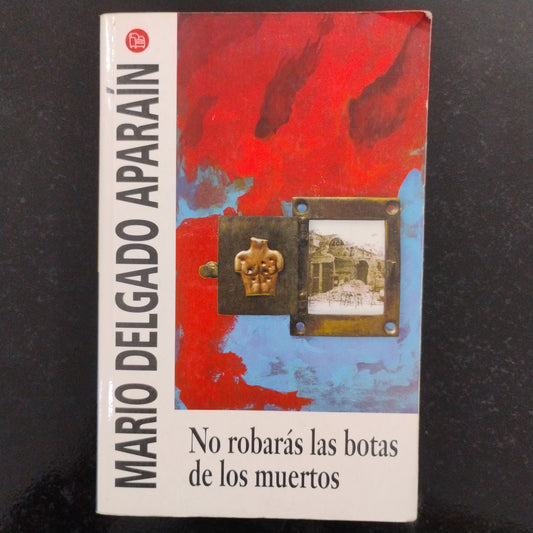 MARIO DELGADO APARAÍN
No robarás las botas
de los muertos